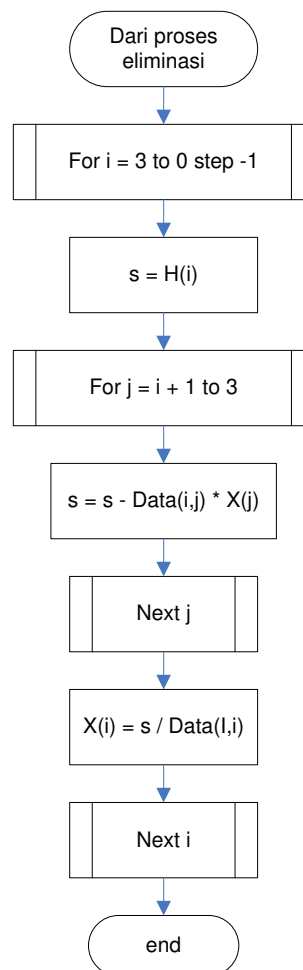 Dari proses
eliminasi
For i = 3 to 0 step -1
s = H(i)
For j = i + 1 to 3
s = s - Data(i,j) * X(j)
Next j
X(i) = s / Data(I,i)
Next i
end